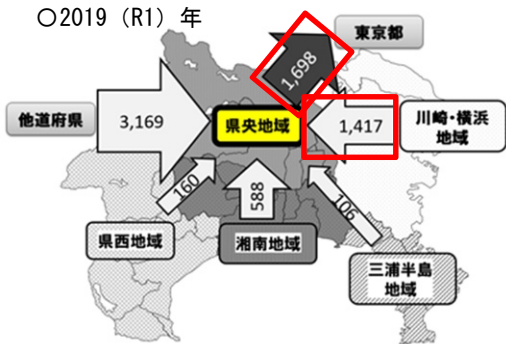 〇2019（R1）年
東京都
1,698
他道府県
3,169
県央地域
1,417
川崎・横浜
地域
160
588
106
県西地域
湘南地域
三浦半島
地域